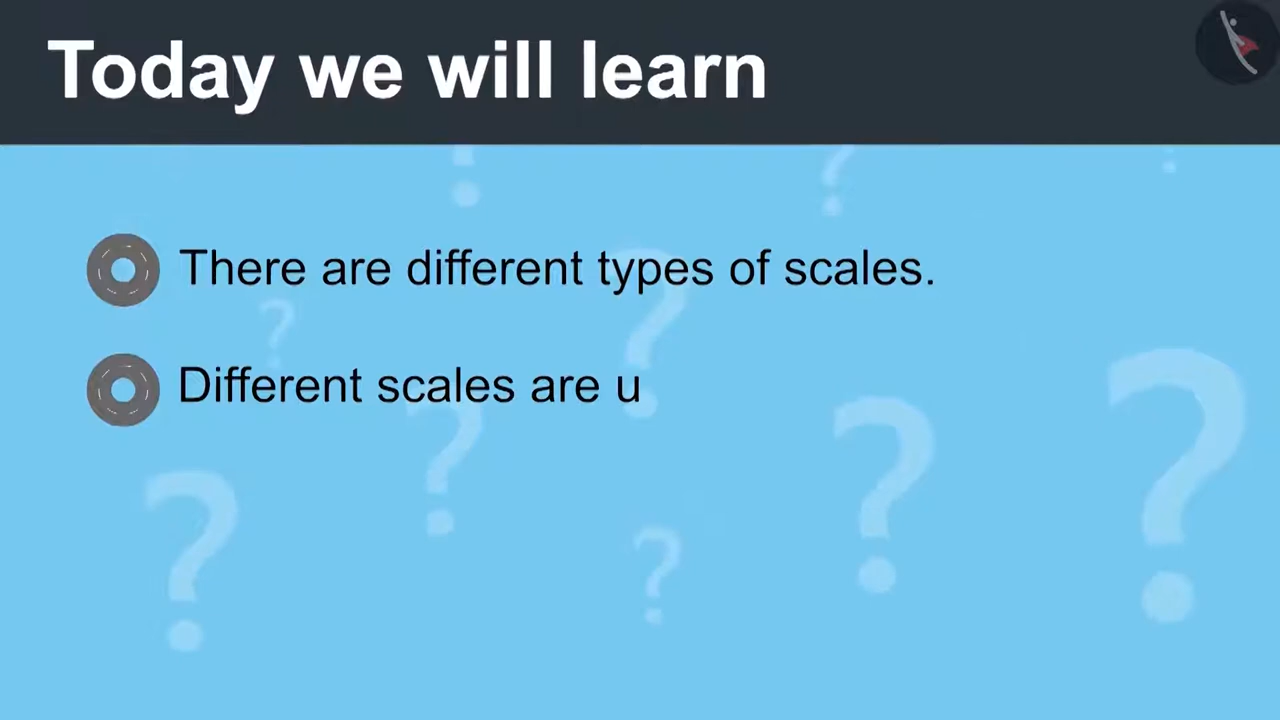 Today we will learn
There are different types of scales.
Different scales are u